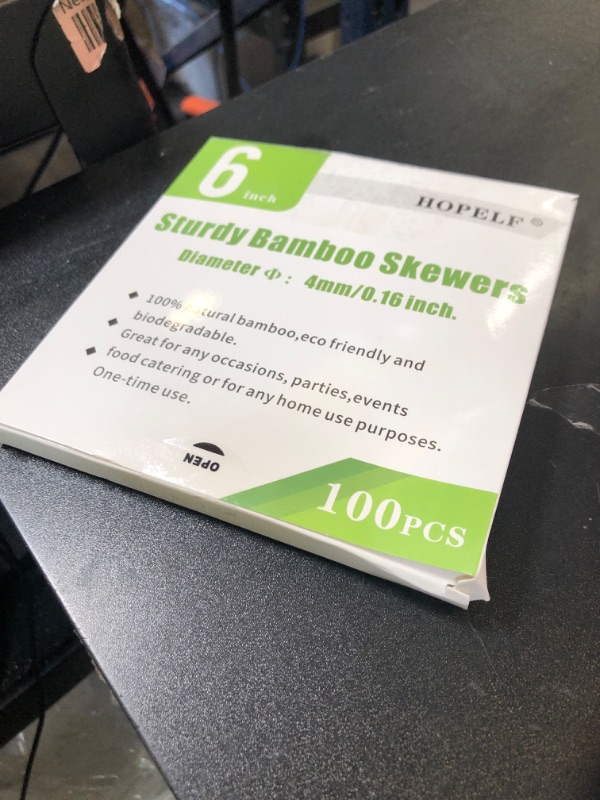 6 inch
HOPELF ®
Sturdy Bamboo Skewers
Diameter Φ: 4mm/0.16 inch.
◆ 100% natural bamboo,eco friendly and
◆ biodegradable.
Great for any occasions, parties,events
◆ food catering or for any home use purposes.
One-time use.
OPEN
100PCS